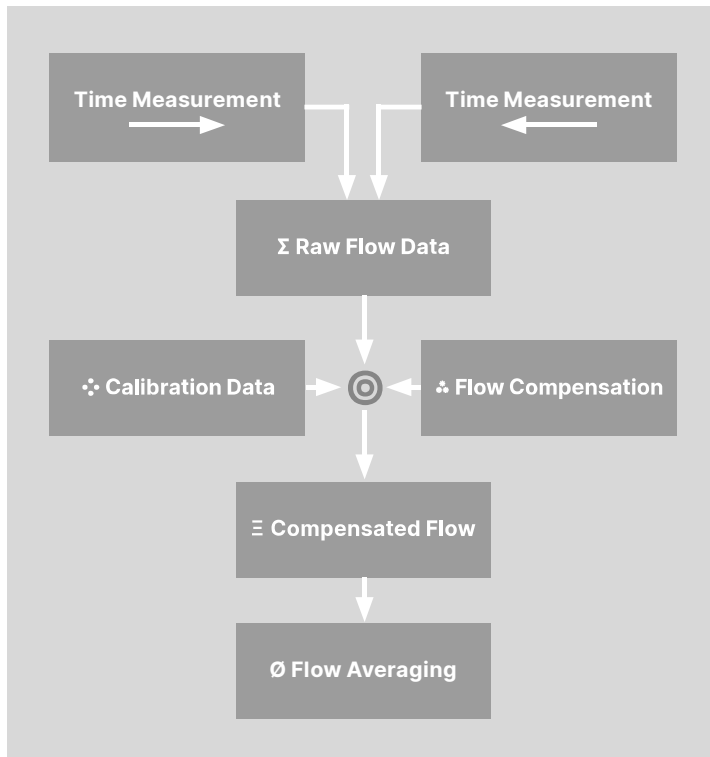 Time Measurement
Time Measurement
Σ Raw Flow Data
Calibration Data
Flow Compensation
Ξ Compensated Flow
Ø Flow Averaging